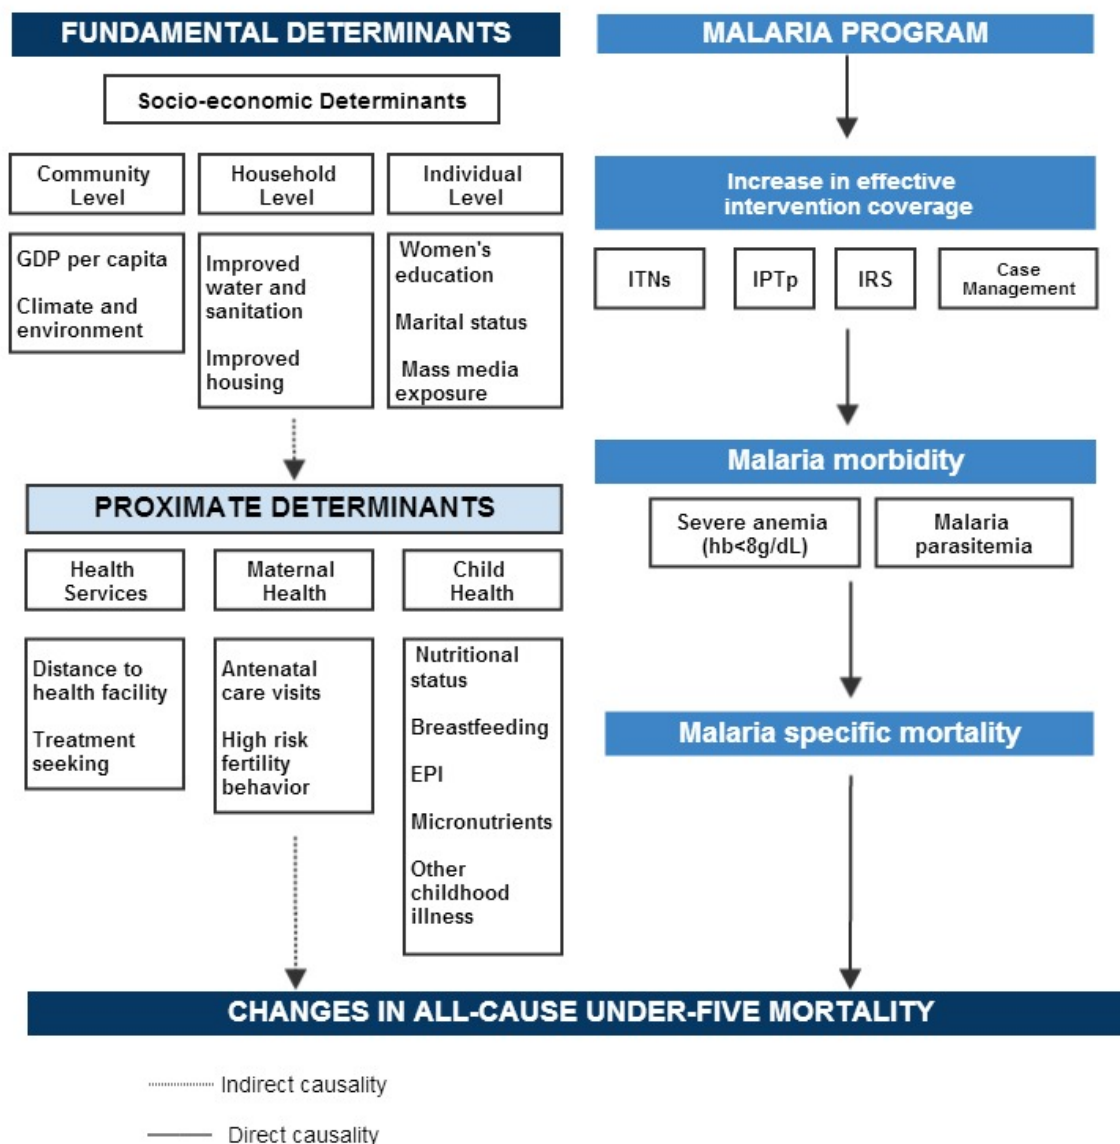 FUNDAMENTAL DETERMINANTS
Socio-economic Determinants
Community
Level
Household
Level
Individual
Level
GDP per capita
Climate and
environment
Improved
water and
sanitation
Improved
housing
Women's
education
Marital status
Mass media
exposure
PROXIMATE DETERMINANTS
Health
Services
Maternal
Health
Child
Health
Distance to
health facility
Treatment
seeking
Antenatal
care visits
High risk
fertility
behavior
Nutritional
status
Breastfeeding
EPI
Micronutrients
Other
childhood
illness
MALARIA PROGRAM
Increase in effective
intervention coverage
ITNs
IPTp
IRS
Case
Management
Malaria morbidity
Severe anemia
(hb<8g/dL)
Malaria
parasitemia
Malaria specific mortality
CHANGES IN ALL-CAUSE UNDER-FIVE MORTALITY
Indirect causality
Direct causality